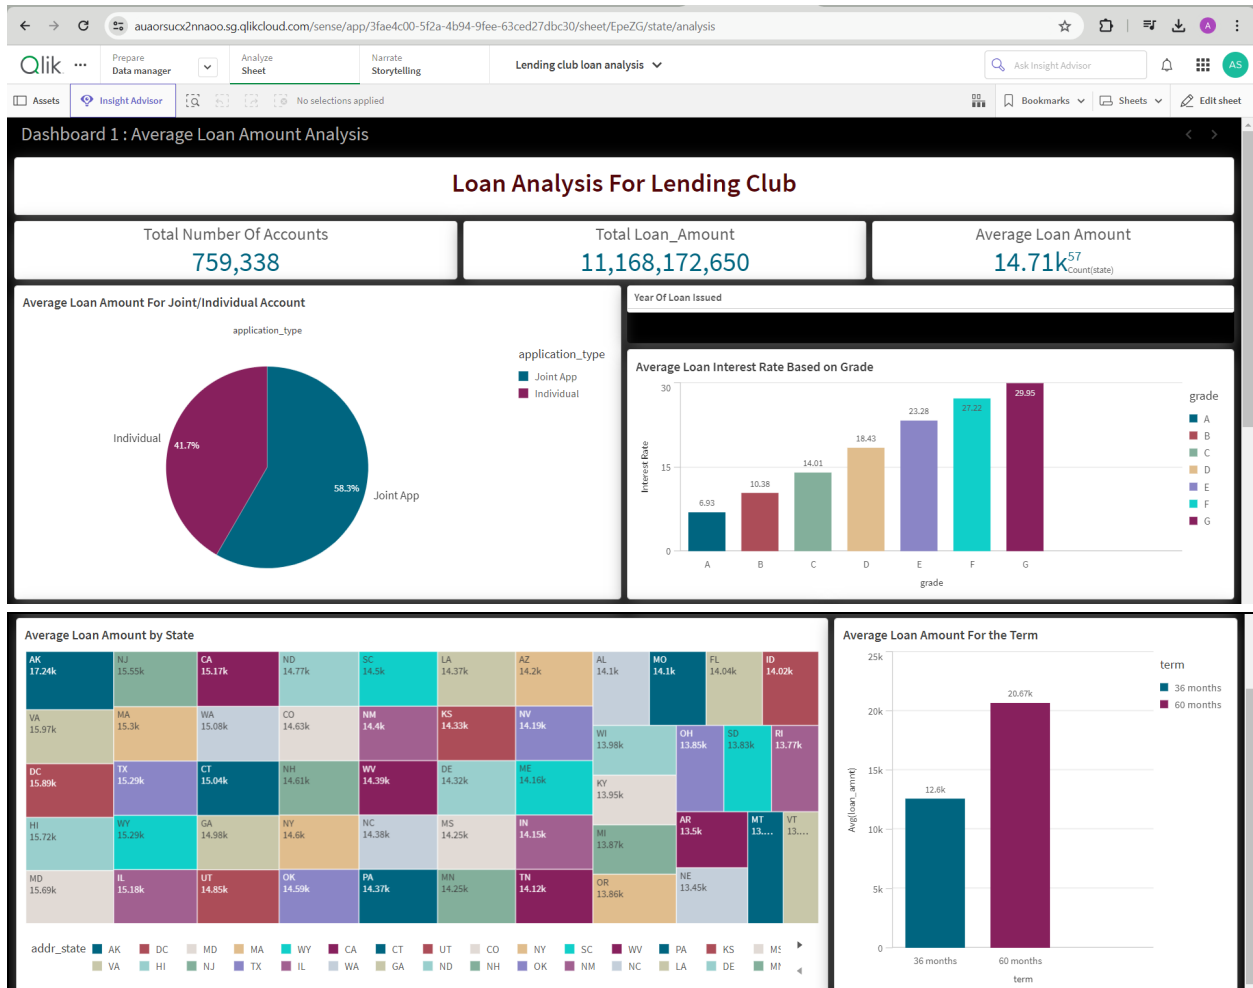 auaorsucx2nnaoo.sg.qlikcloud.com/sense/app/3fae4c00-5f2a-4b94-9fee-63ced27dbc30/sheet/EpeZG/state/analysis
A
Qlik
Prepare
Data manager
Analyze
Sheet
Narrate
Storytelling
Lending club loan analysis
Ask Insight Advisor
AS
Assets
Insight Advisor
No selections applied
Bookmarks
Sheets
Edit sheet
Dashboard 1 : Average Loan Amount Analysis
Loan Analysis For Lending Club
Total Number Of Accounts
759,338
Total Loan_Amount
11,168,172,650
Average Loan Amount
14.71k 57
Count(state)
Average Loan Amount For Joint/Individual Account
application_type
Individual
41.7%
58.3%
Joint App
application_type
Joint App
Individual
Year Of Loan Issued
Average Loan Interest Rate Based on Grade
Interest Rate
30
15
0
6.93
10.38
14.01
18.43
23.28
27.22
29.95
A B C D E F G
grade
grade
A
B
C
D
E
F
G
Average Loan Amount by State
AK
17.24k
VA
15.97k
DC
15.89k
HI
15.72k
MD
15.69k
NJ
15.55k
MA
15.3k
TX
15.29k
WY
15.29k
IL
15.18k
CA
15.17k
WA
15.08k
CT
15.04k
GA
14.98k
UT
14.85k
ND
14.77k
CO
14.63k
NH
14.61k
NY
14.6k
OK
14.59k
SC
14.5k
NM
14.4k
WV
14.39k
NC
14.38k
PA
14.37k
LA
14.37k
KS
14.33k
DE
14.32k
MS
14.25k
MN
14.25k
AZ
14.2k
NV
14.19k
ME
14.16k
IN
14.15k
TN
14.12k
AL
14.1k
MO
14.1k
FL
14.04k
ID
14.02k
WI
13.98k
KY
13.95k
MI
13.87k
OR
13.86k
OH
13.85k
SD
13.83k
RI
13.77k
AR
13.5k
NE
13.45k
MT
13....
VT
13....
addr_state
AK DC MD MA WY CA CT UT CO NY SC WV PA KS MS
VA HI NJ TX IL WA GA ND NH OK NM NC LA DE
Average Loan Amount For the Term
Avg(loan_amnt)
25k
20k
15k
10k
5k
0
12.6k
20.67k
36 months
60 months
term
term
36 months
60 months